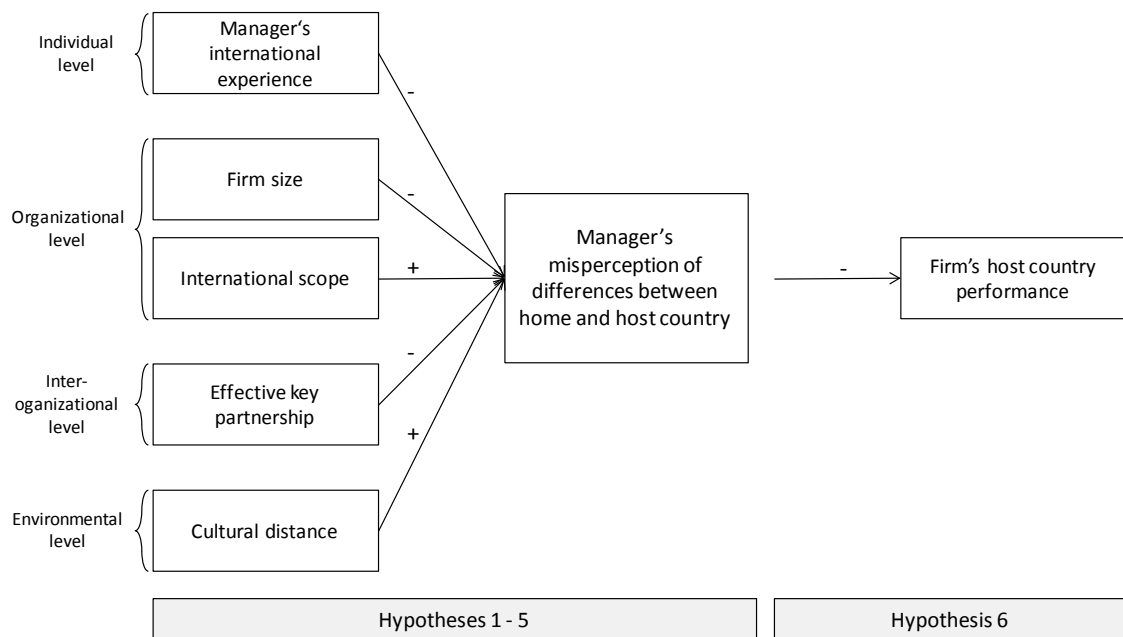 Individual
level
Manager‘s
international
experience
-
Organizational
level
Firm size
-
International scope
+
Manager’s
misperception of
differences between
home and host country
-
Firm’s host country
performance
Inter-
oganizational
level
Effective key
partnership
-
Environmental
level
Cultural distance
+
Hypotheses 1 - 5
Hypothesis 6